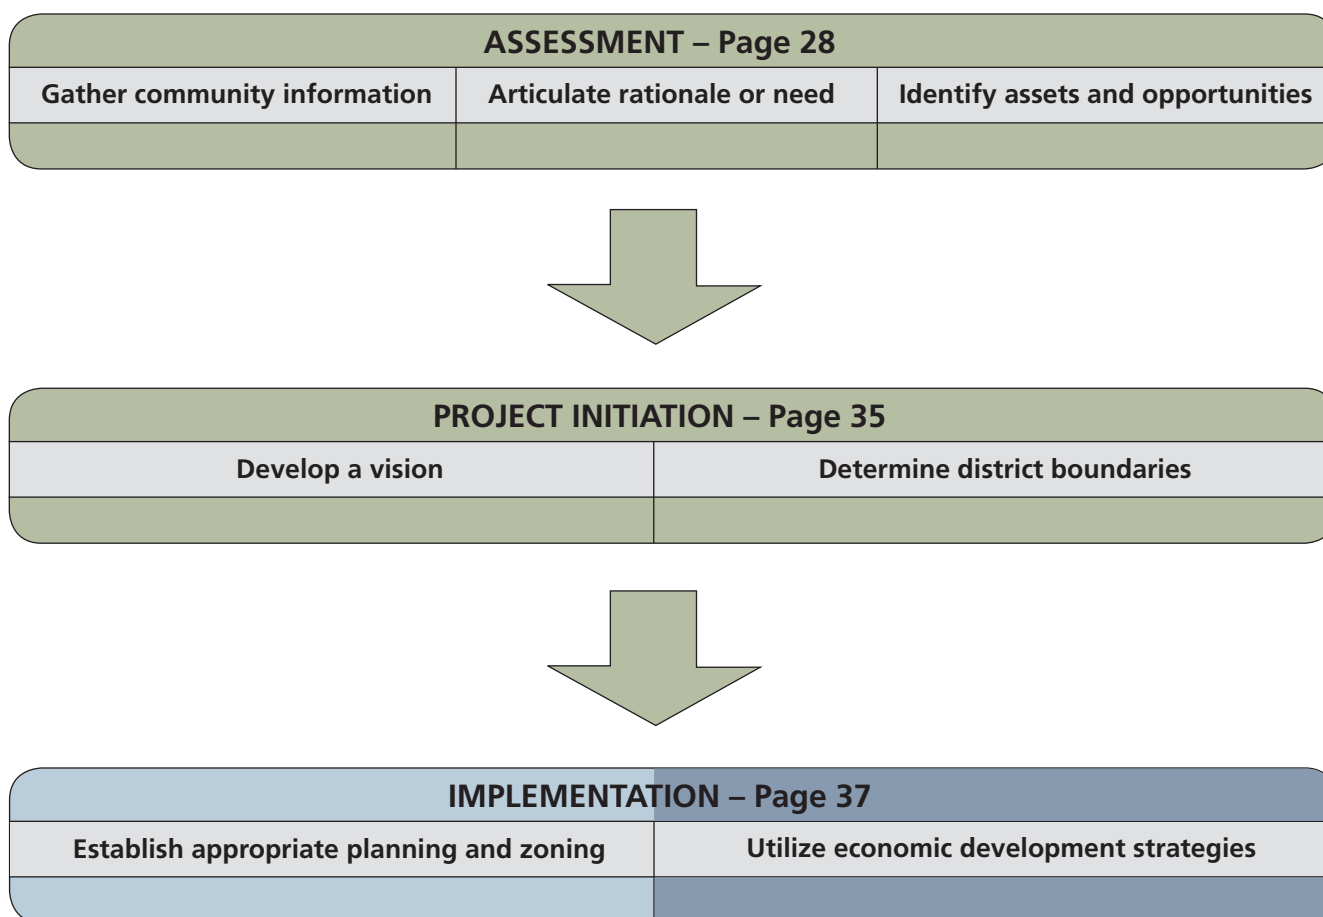 ASSESSMENT – Page 28
Gather community information
Articulate rationale or need
Identify assets and opportunities
PROJECT INITIATION – Page 35
Develop a vision
Determine district boundaries
IMPLEMENTATION – Page 37
Establish appropriate planning and zoning
Utilize economic development strategies